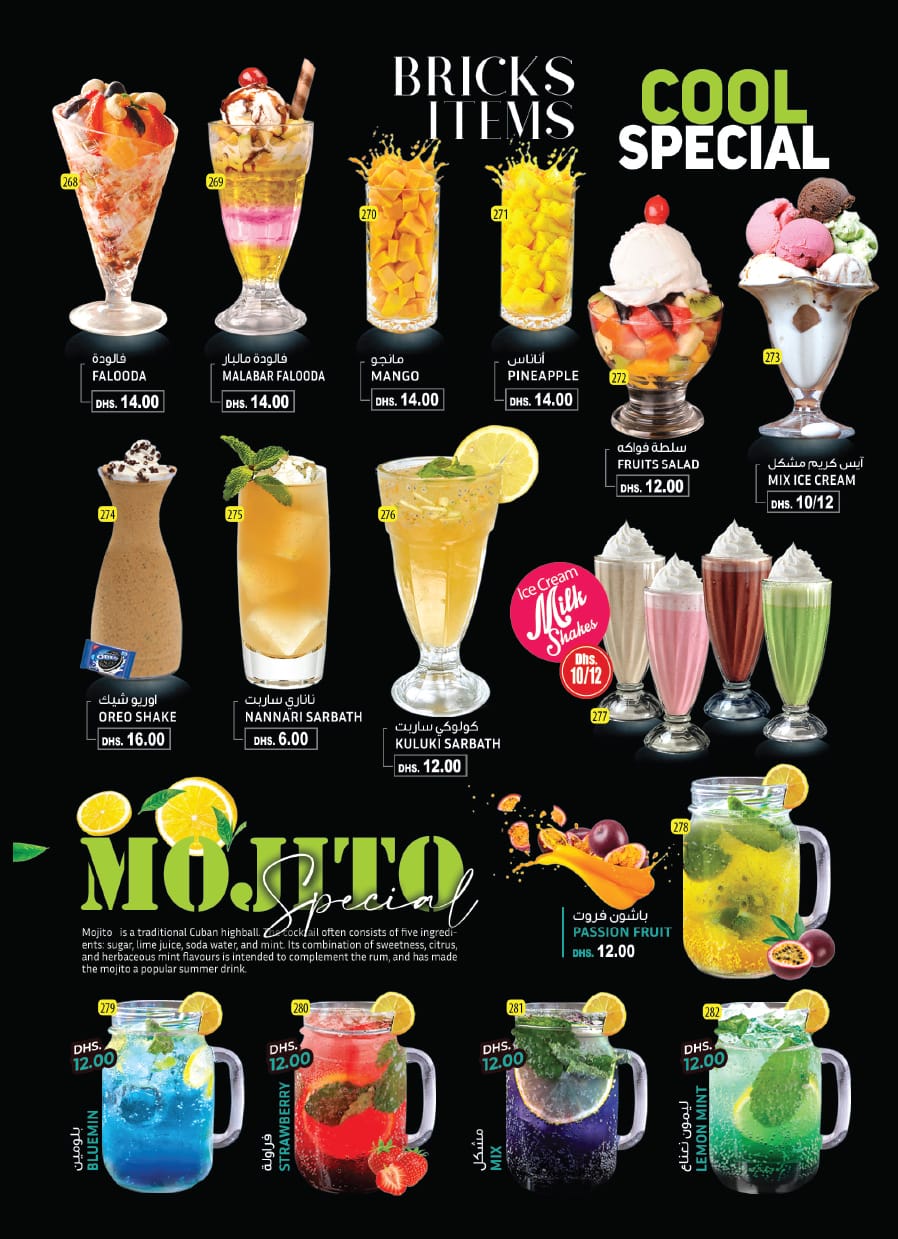 BRICKS
ITEMS
COOL
SPECIAL
268
فالودة
FALOODA
DHS. 14.00
269
فالودة مالبار
MALABAR FALOODA
DHS. 14.00
270
مانجو
MANGO
DHS. 14.00
271
أناناس
PINEAPPLE
DHS. 14.00
272
سلطة فواكه
FRUITS SALAD
DHS. 12.00
273
آيس كريم مشكل
MIX ICE CREAM
DHS. 10/12
274
OREO
اوريو شيك
OREO SHAKE
DHS. 16.00
275
ناناري ساربت
NANNARI SARBATH
DHS. 6.00
276
كولوكي ساربت
KULUKI SARBATH
DHS. 12.00
Ice Cream
Milk
Shakes
Dhs.
10/12
277
MOJITO
Special
Mojito is a traditional Cuban highball. The cocktail often consists of five ingredi-
ents: sugar, lime juice, soda water, and mint. Its combination of sweetness, citrus,
and herbaceous mint flavours is intended to complement the rum, and has made
the mojito a popular summer drink.
278
باشون فروت
PASSION FRUIT
DHS. 12.00
279
DHS.
12.00
بلومين
BLUEMIN
280
DHS.
12.00
فراولة
STRAWBERRY
281
DHS.
12.00
مشكل
MIX
282
DHS.
12.00
ليمون نعناع
LEMON MINT